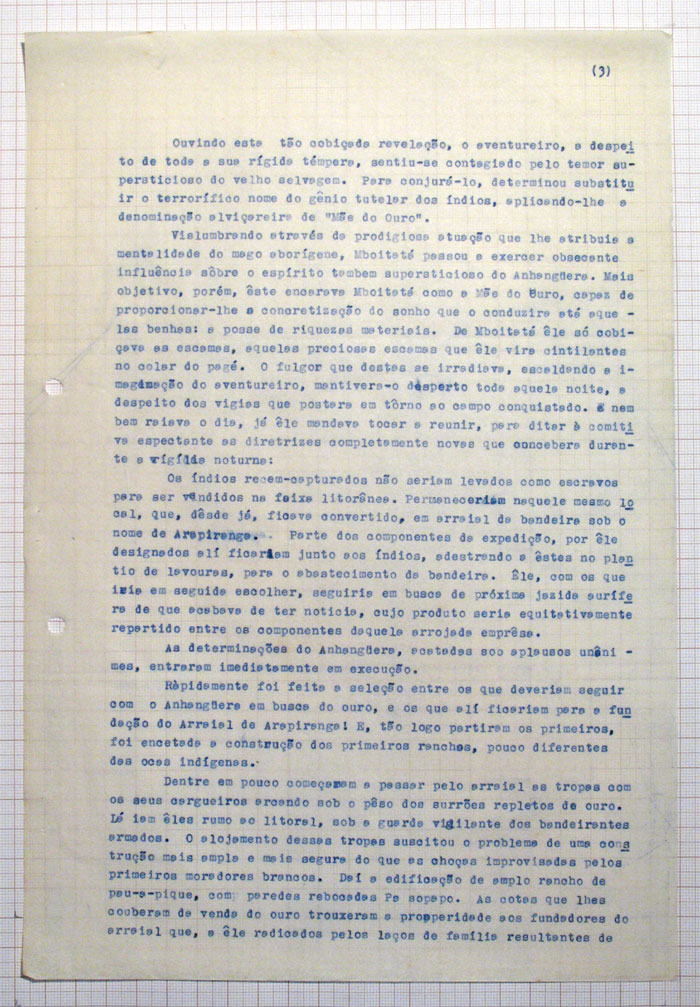 (3)
Ouvindo esta tão cobiçada revelação, o aventureiro, a despei
to de toda a sua rígida témpera, sentiu-se contagiado pelo temor su-
persticioso do velho selvagem. Para conjurá-lo, determinou substitu
ir o terrorífico nome do gênio tutelar dos índios, aplicando-lhe a
denominação alviçareira de "Mãe do Ouro".
Vislumbrando através da prodigiosa atuação que lhe atribuia a
mentalidade do mago aborígene, Mboitatá passou a exercer obsecante
influência sôbre o espírito tambem supersticioso do Anhangüera. Mais
objetivo, porém, êste encarava Mboitatá como a Mãe do Ouro, capaz de
proporcionar-lhe a concretização do sonho que o conduzira até aque -
las benhas: a posse de riquezas materiais. De Mboitatá êle só cobi-
çava as escamas, aquelas preciosas escamas que êle vira cintilantes
no colar do pagé. O fulgor que destas se irradiava, escaldando a i-
maginação do aventureiro, mantivera-o desperto toda aquela noite, a
despeito dos vigias que postara em tôrno ao campo conquistado. E nem
bem raiava o dia, já êle mandava tocar a reunir, para ditar à comiti
va espectante as diretrizes completamente novas que concebera duran-
te a vigília noturna:
Os índios recem-capturados não seriam levados como escravos
para ser vendidos na faixa litorânea. Permaneceriam naquele mesmo lo
cal, que, dêsde já, ficava convertido, em arraial da bandeira sob o
nome de Arapiranga. Parte dos componentes da expedição, por êle
designados alí ficariam junto aos índios, adestrando a êstes no plan
tio de lavouras, para o abastecimento da bandeira. Êle, com os que
iria em seguida escolher, seguiria em busca de próxima jazida aurífe
ra de que acabava de ter noticia, cujo produto seria equitativamente
repartido entre os componentes daquela arrojada emprêsa.
As determinações do Anhangüera, acatadas sob aplausos unâni -
mes, entraram imediatamente em execução.
Ràpidamente foi feita a seleção entre os que deveriam seguir
com o Anhangüera em busca do ouro, e os que alí ficariam para a fun
dação do Arraial de Arapiranga! E, tão logo partiram os primeiros,
foi encetada a construção dos primeiros ranchos, pouco diferentes
das ocas indígenas.
Dentre em pouco começaram a passar pelo arraial as tropas com
os seus cargueiros arcando sob o pêso dos surrões repletos de ouro.
Lá iam êles rumo ao litoral, sob a guarda vigilante dos bandeirantes
armados. O alojamento dessas tropas suscitou o problema de uma cons
trução mais ampla e mais segura do que as choças improvisadas pelos
primeiros moradores brancos. Daí a edificação de amplo rancho de
pau-a-pique, com paredes rebocadas Pa sopapo. As cotas que lhes
couberam da venda do ouro trouxeram a prosperidade aos fundadores do
arraial que, a êle radicados pelos laços de família resultantes de